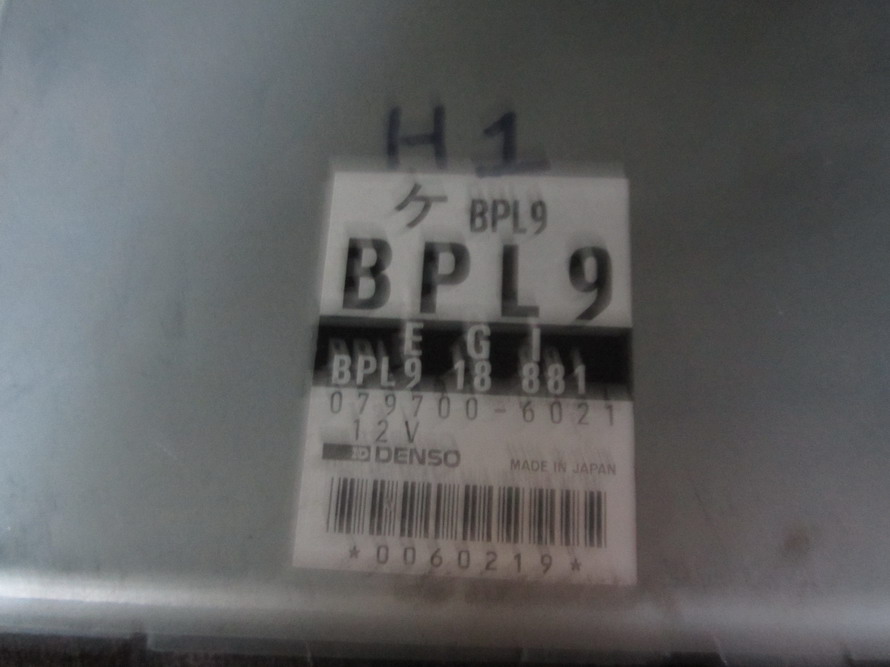 H1
ケ BPL9
BPL9
EGI
BPL9 18 881
079700-6021
12V
DENSO MADE IN JAPAN
*0060219*